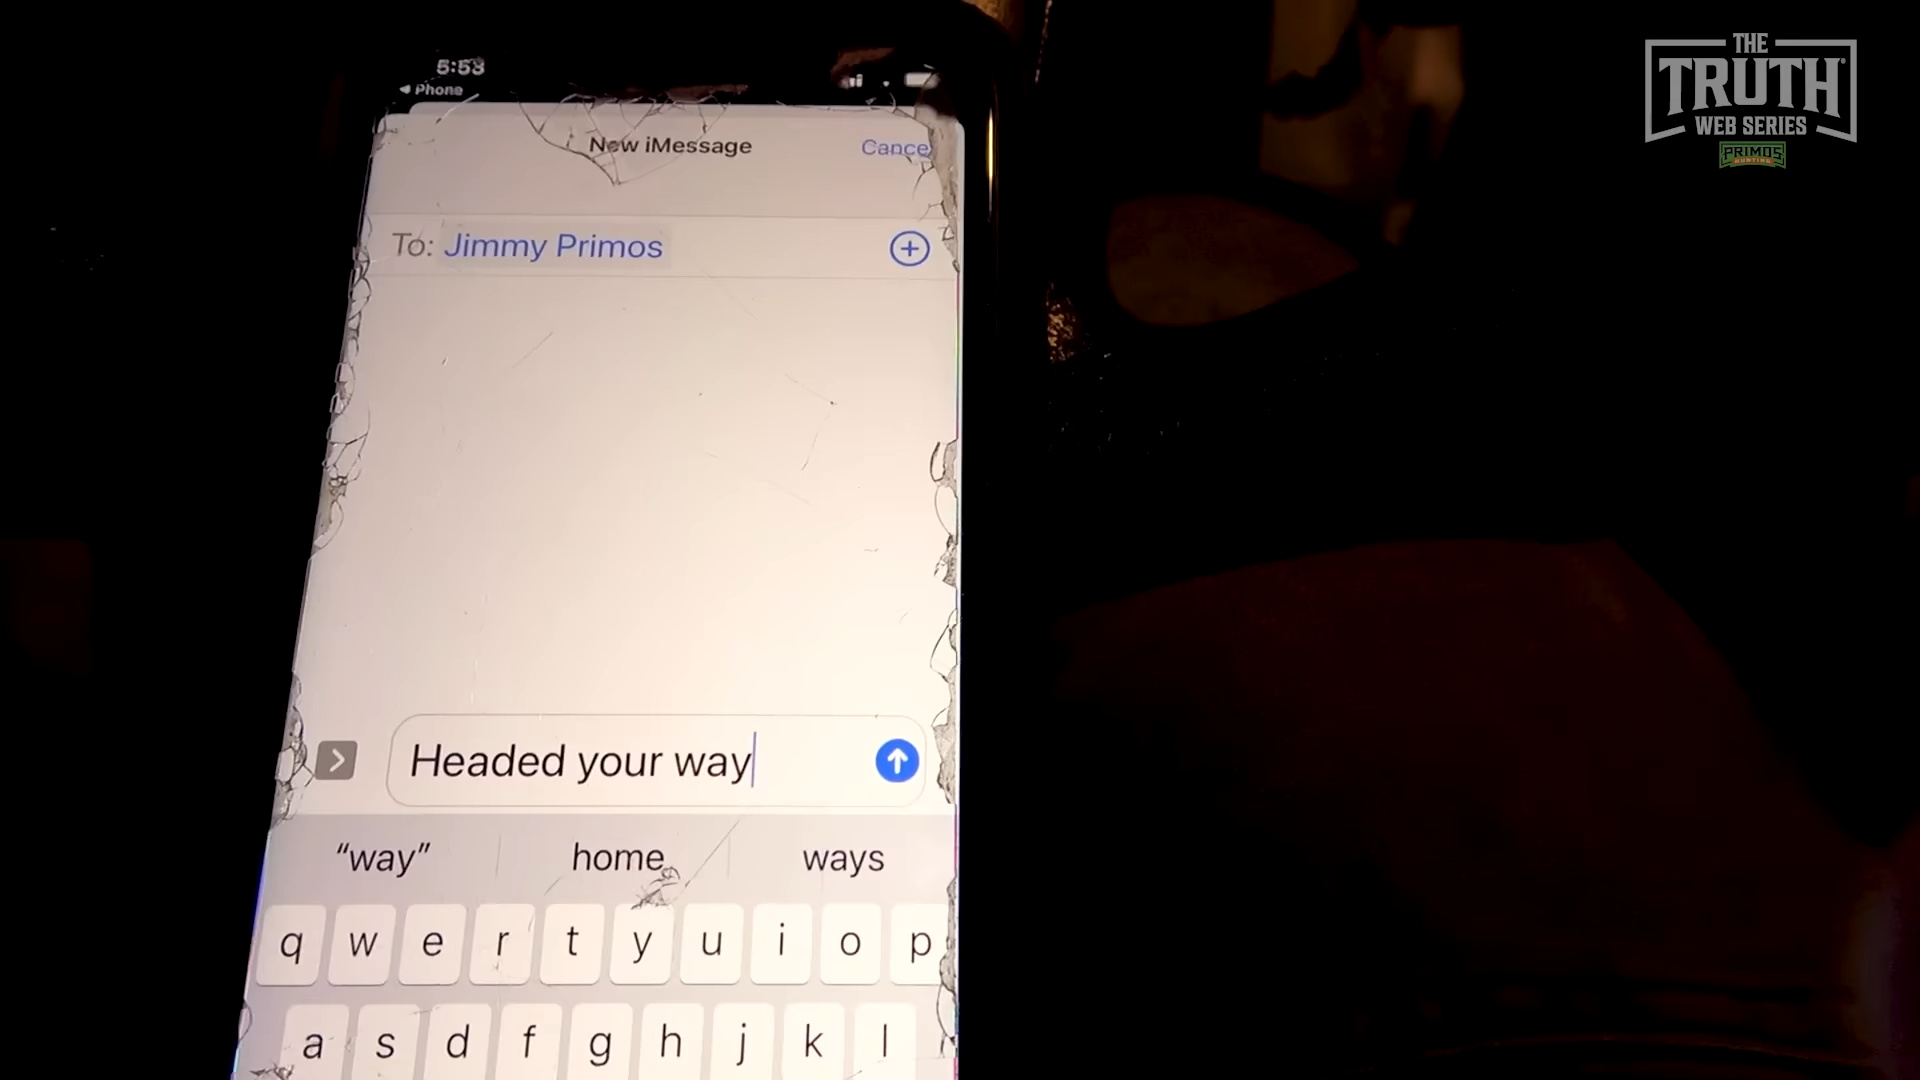 5:53
Phone
New iMessage
Cance
To: Jimmy Primos
Headed your way
“way” home ways
q w e r t y u i o p
a s d f g h j k l
THE
TRUTH
WEB SERIES
PRIMOS
HUNTING